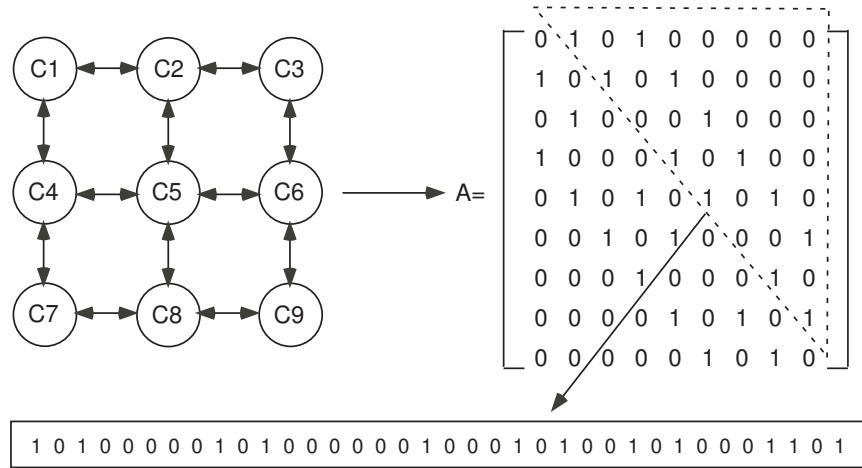 C1 C2 C3
C4 C5 C6
C7 C8 C9
A=
0 1 0 1 0 0 0 0 0
1 0 1 0 1 0 0 0 0
0 1 0 0 0 1 0 0 0
1 0 0 0 1 0 1 0 0
0 1 0 1 0 1 0 1 0
0 0 1 0 1 0 0 0 1
0 0 0 1 0 0 0 1 0
0 0 0 0 1 0 1 0 1
0 0 0 0 0 1 0 1 0
1 0 1 0 0 0 0 0 1 0 1 0 0 0 0 0 0 1 0 0 0 1 0 1 0 0 1 0 1 0 0 0 1 1 0 1